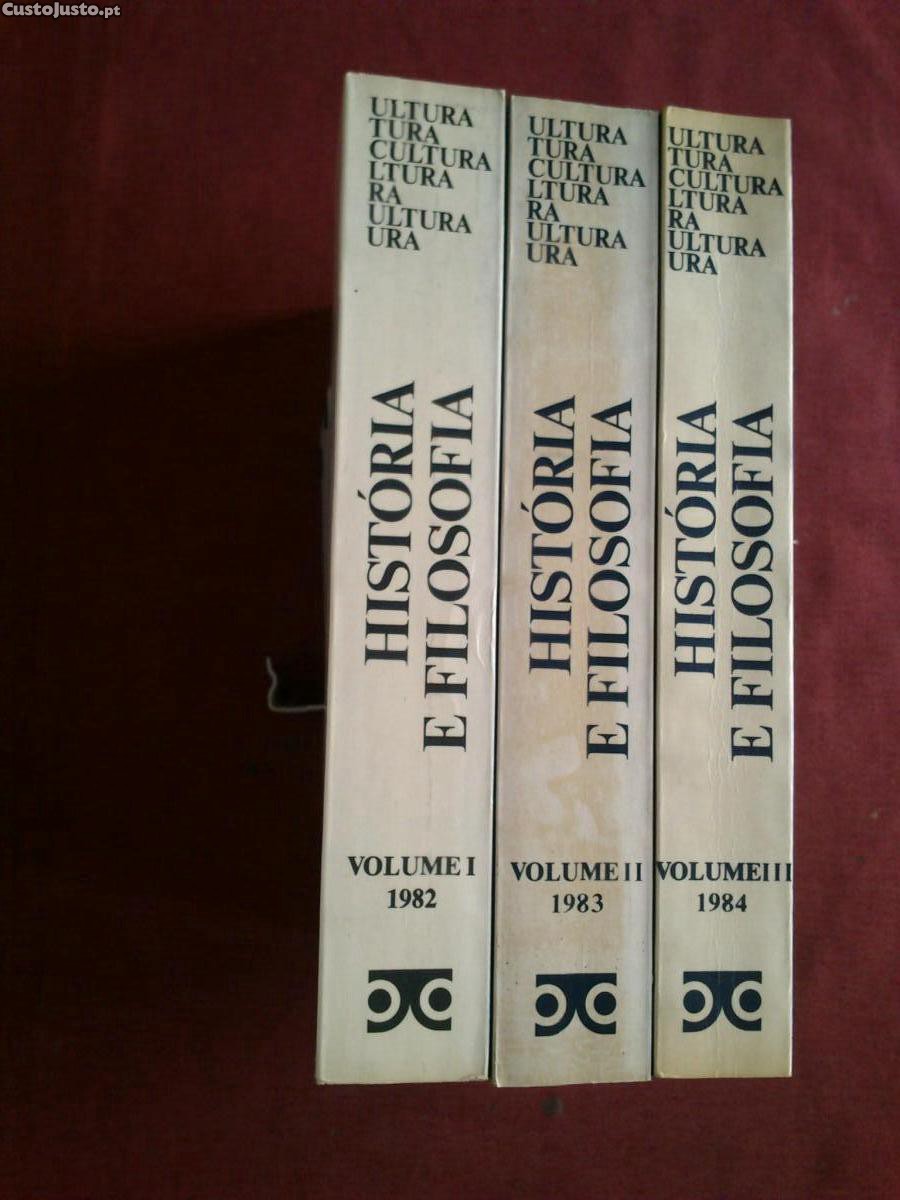 CustoJusto.pt
ULTURA
TURA
CULTURA
LTURA
RA
ULTURA
URA
HISTÓRIA
E FILOSOFIA
VOLUME I
1982
ULTURA
TURA
CULTURA
LTURA
RA
ULTURA
URA
HISTÓRIA
E FILOSOFIA
VOLUME II
1983
ULTURA
TURA
CULTURA
LTURA
RA
ULTURA
URA
HISTÓRIA
E FILOSOFIA
VOLUME III
1984